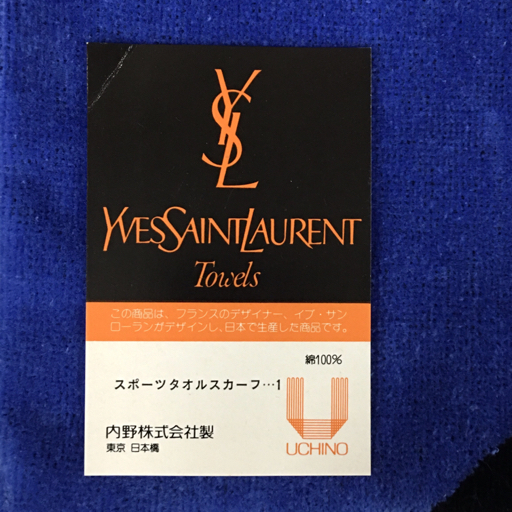 YSL
YVES SAINT LAURENT
Towels
この商品は、フランスのデザイナー、イブ・サン
ローランがデザインし、日本で生産した商品です。
綿100%
スポーツタオルスカーフ…1
内野株式会社製
東京 日本橋
UCHINO